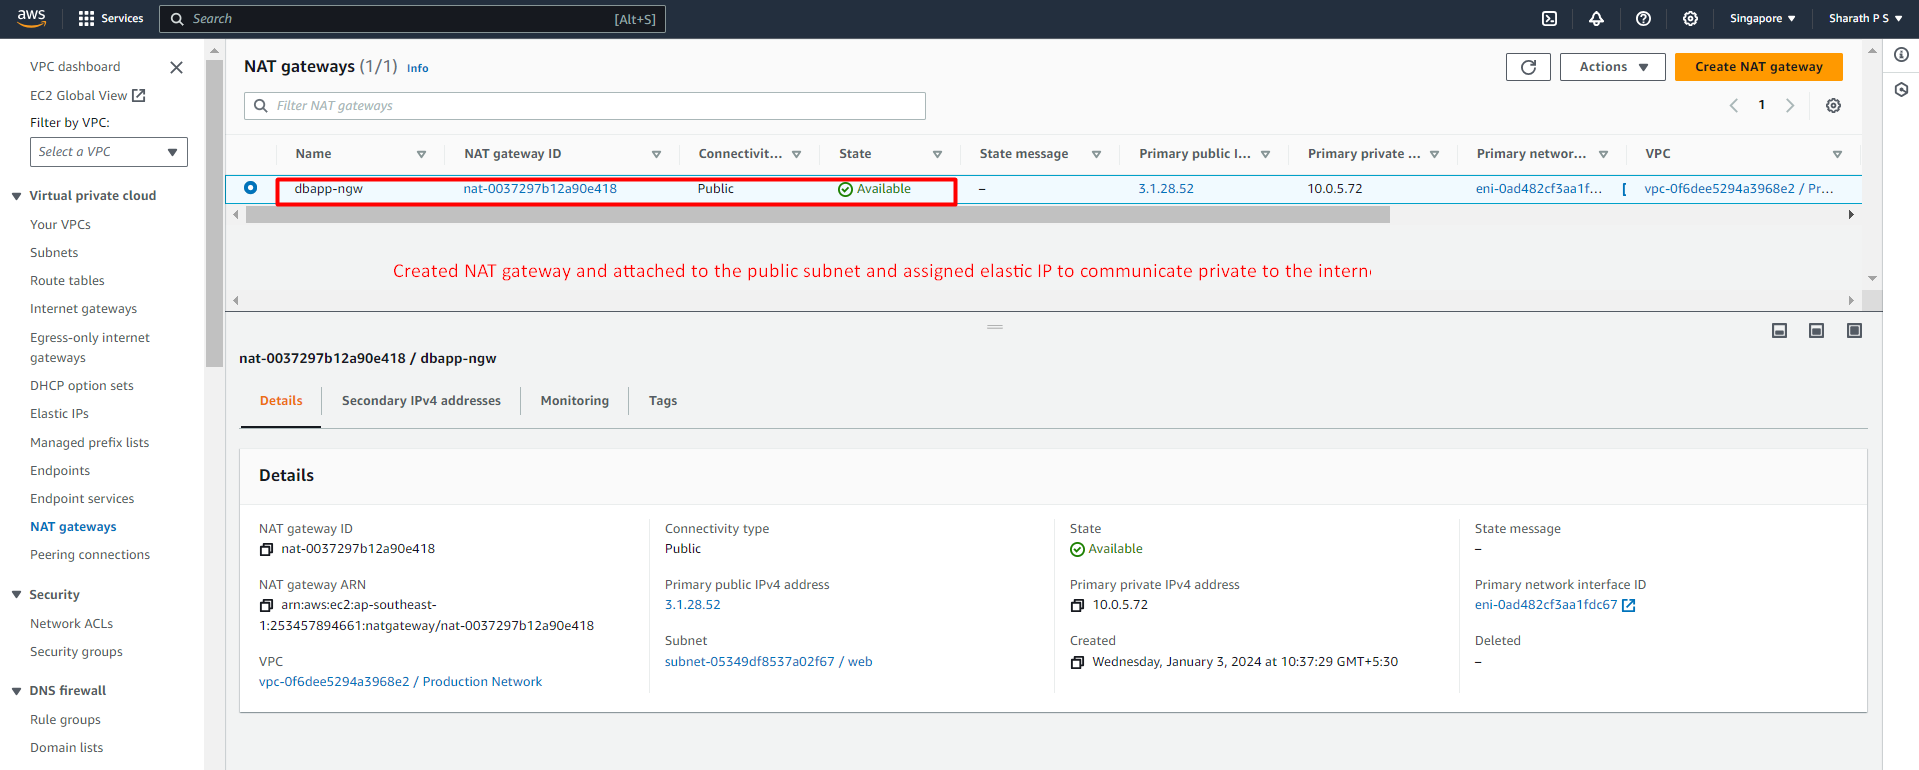 aws Services Search [Alt+S] Singapore Sharath P S
VPC dashboard
EC2 Global View
Filter by VPC:
Select a VPC
Virtual private cloud
Your VPCs
Subnets
Route tables
Internet gateways
Egress-only internet
gateways
DHCP option sets
Elastic IPs
Managed prefix lists
Endpoints
Endpoint services
NAT gateways
Peering connections
Security
Network ACLs
Security groups
DNS firewall
Rule groups
Domain lists
NAT gateways (1/1) Info
Actions
Create NAT gateway
Filter NAT gateways
1
Name NAT gateway ID Connectivit... State State message Primary public I... Primary private ... Primary networ... VPC
dbapp-ngw nat-0037297b12a90e418 Public Available – 3.1.28.52 10.0.5.72 eni-0ad482cf3aa1f... vpc-0f6dee5294a3968e2 / Pr...
Created NAT gateway and attached to the public subnet and assigned elastic IP to communicate private to the intern
nat-0037297b12a90e418 / dbapp-ngw
Details Secondary IPv4 addresses Monitoring Tags
Details
NAT gateway ID
nat-0037297b12a90e418
NAT gateway ARN
arn:aws:ec2:ap-southeast-
1:253457894661:natgateway/nat-0037297b12a90e418
VPC
vpc-0f6dee5294a3968e2 / Production Network
Connectivity type
Public
Primary public IPv4 address
3.1.28.52
Subnet
subnet-05349df8537a02f67 / web
State
Available
Primary private IPv4 address
10.0.5.72
Created
Wednesday, January 3, 2024 at 10:37:29 GMT+5:30
State message
–
Primary network interface ID
eni-0ad482cf3aa1fdc67
Deleted
–